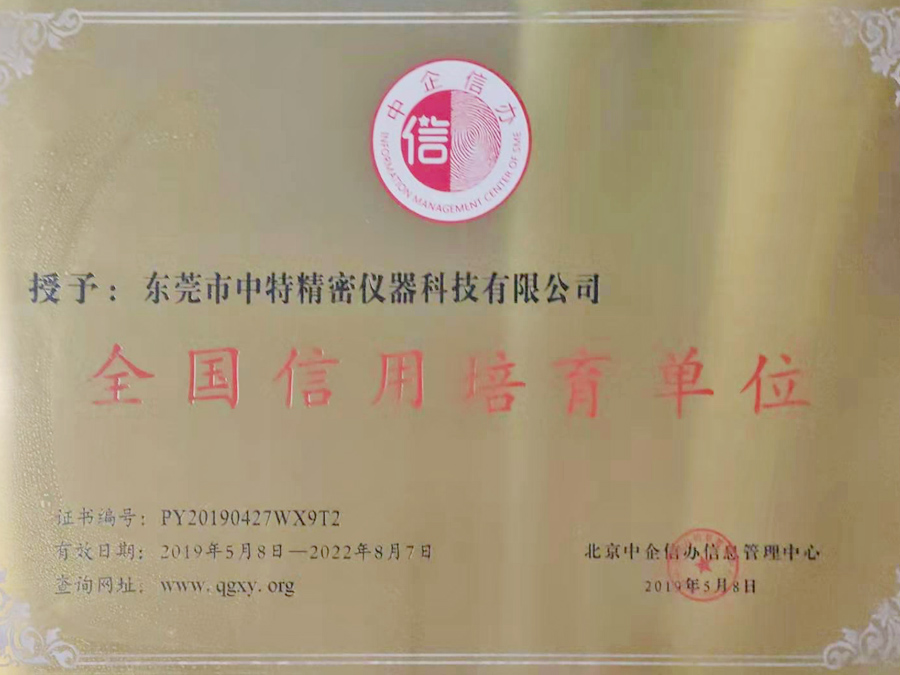 中企信办
信
INFORMATION MANAGEMENT CENTER OF SME
授予：东莞市中特精密仪器科技有限公司
全国信用培育单位
证书编号：PY20190427WX9T2
有效日期：2019年5月8日—2022年8月7日
查询网址：www.qgxy.org
北京中企信办信息管理中心
2019年5月8日